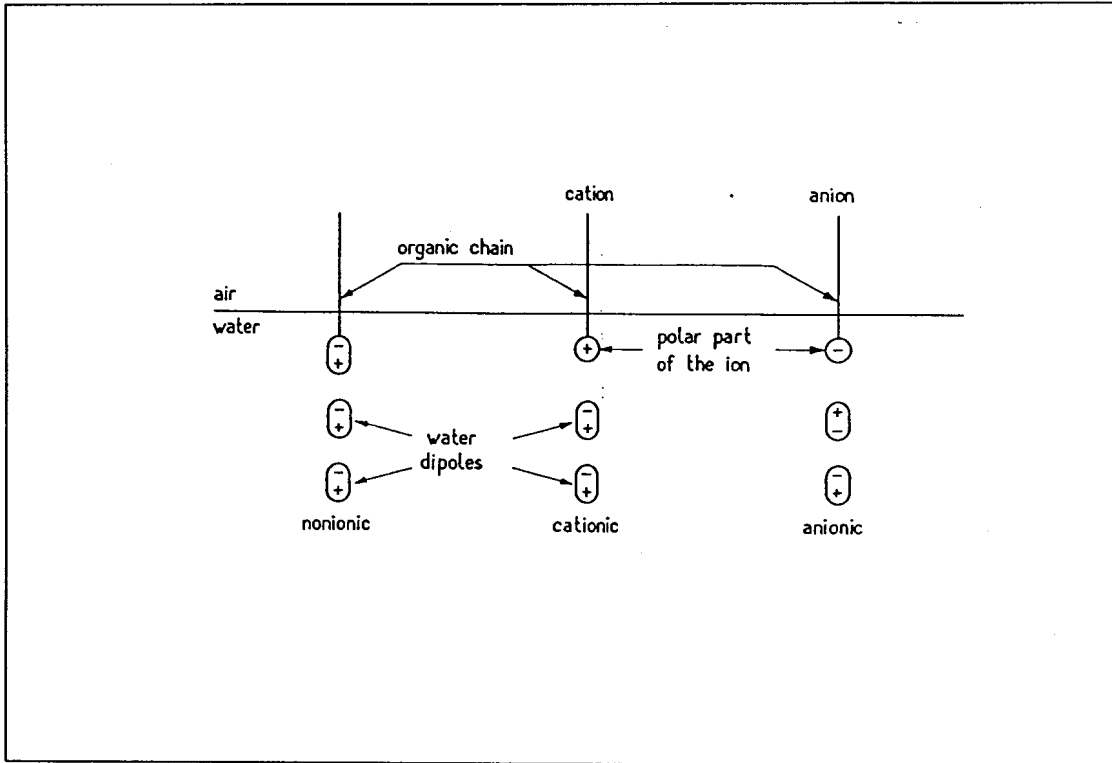 cation
anion
organic chain
air
water
polar part
of the ion
- + + -
- + - + + -
water
dipoles
- + - + - +
nonionic
cationic
anionic